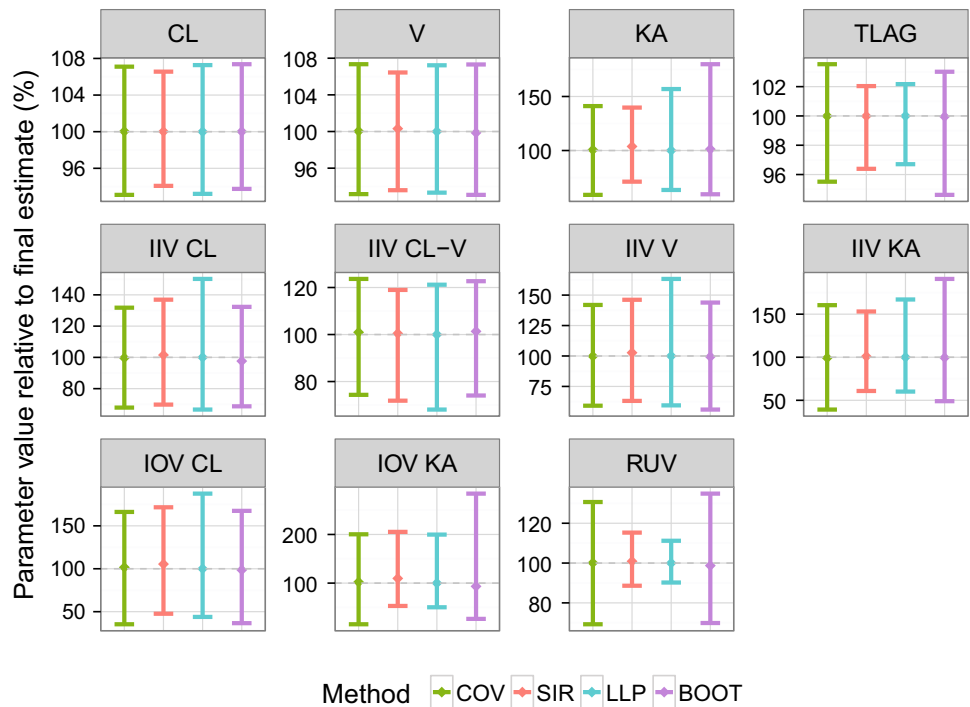 Parameter value relative to final estimate (%)
CL
V
KA
TLAG
108
104
100
96
108
104
100
96
150
100
102
100
98
96
IIV CL
IIV CL−V
IIV V
IIV KA
140
120
100
80
120
100
80
150
125
100
75
150
100
50
IOV CL
IOV KA
RUV
150
100
50
200
100
120
100
80
Method COV SIR LLP BOOT